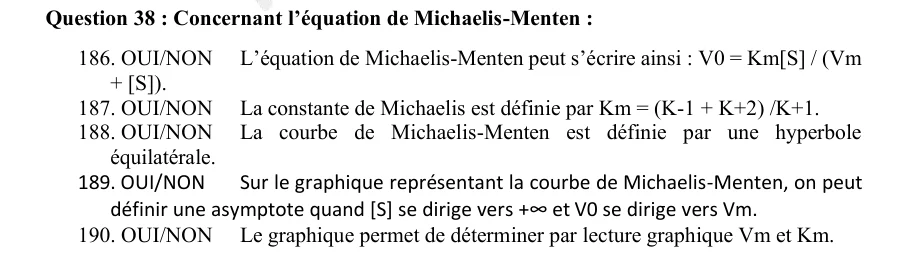 Question 38 : Concernant l’équation de Michaelis-Menten :
186. OUI/NON L’équation de Michaelis-Menten peut s’écrire ainsi : V0 = Km[S] / (Vm
+ [S]).
187. OUI/NON La constante de Michaelis est définie par Km = (K-1 + K+2) /K+1.
188. OUI/NON La courbe de Michaelis-Menten est définie par une hyperbole
équilatérale.
189. OUI/NON Sur le graphique représentant la courbe de Michaelis-Menten, on peut
définir une asymptote quand [S] se dirige vers +∞ et V0 se dirige vers Vm.
190. OUI/NON Le graphique permet de déterminer par lecture graphique Vm et Km.